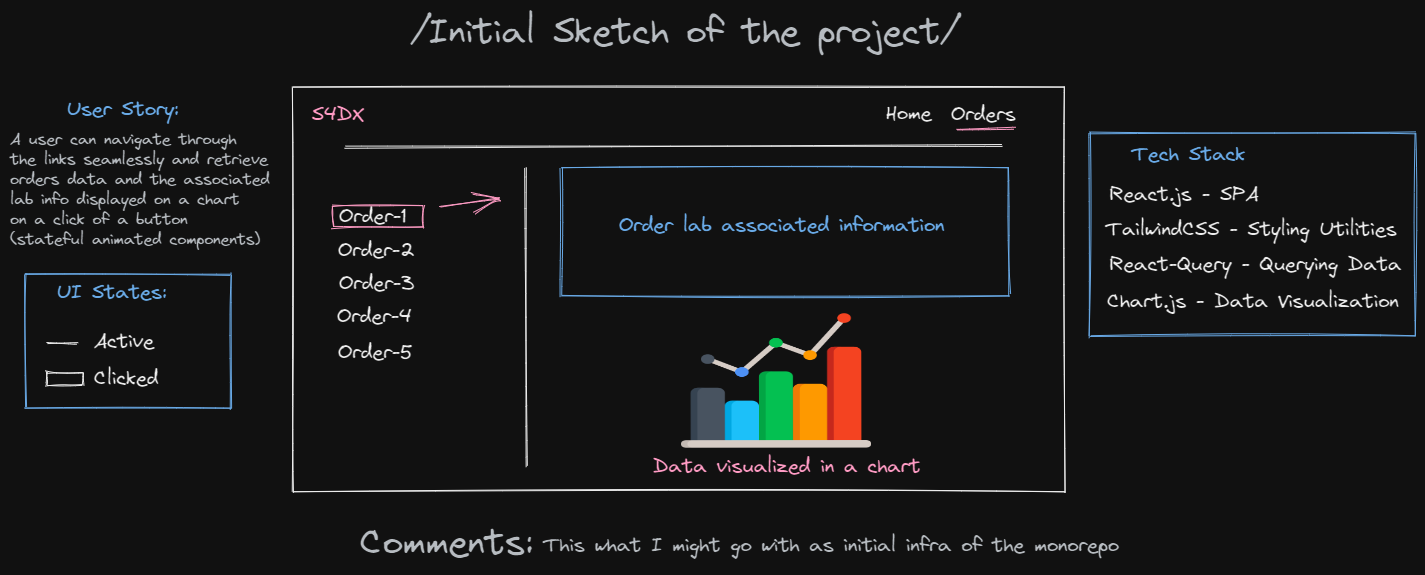 /Initial Sketch of the project/
User Story:
A user can navigate through
the links seamlessly and retrieve
orders data and the associated
lab info displayed on a chart
on a click of a button
(stateful animated components)
UI States:
Active
Clicked
S4DX
Home Orders
Order-1
Order-2
Order-3
Order-4
Order-5
Order lab associated information
Data visualized in a chart
Tech Stack
React.js - SPA
TailwindCSS - Styling Utilities
React-Query - Querying Data
Chart.js - Data Visualization
Comments: This what I might go with as initial infra of the monorepo